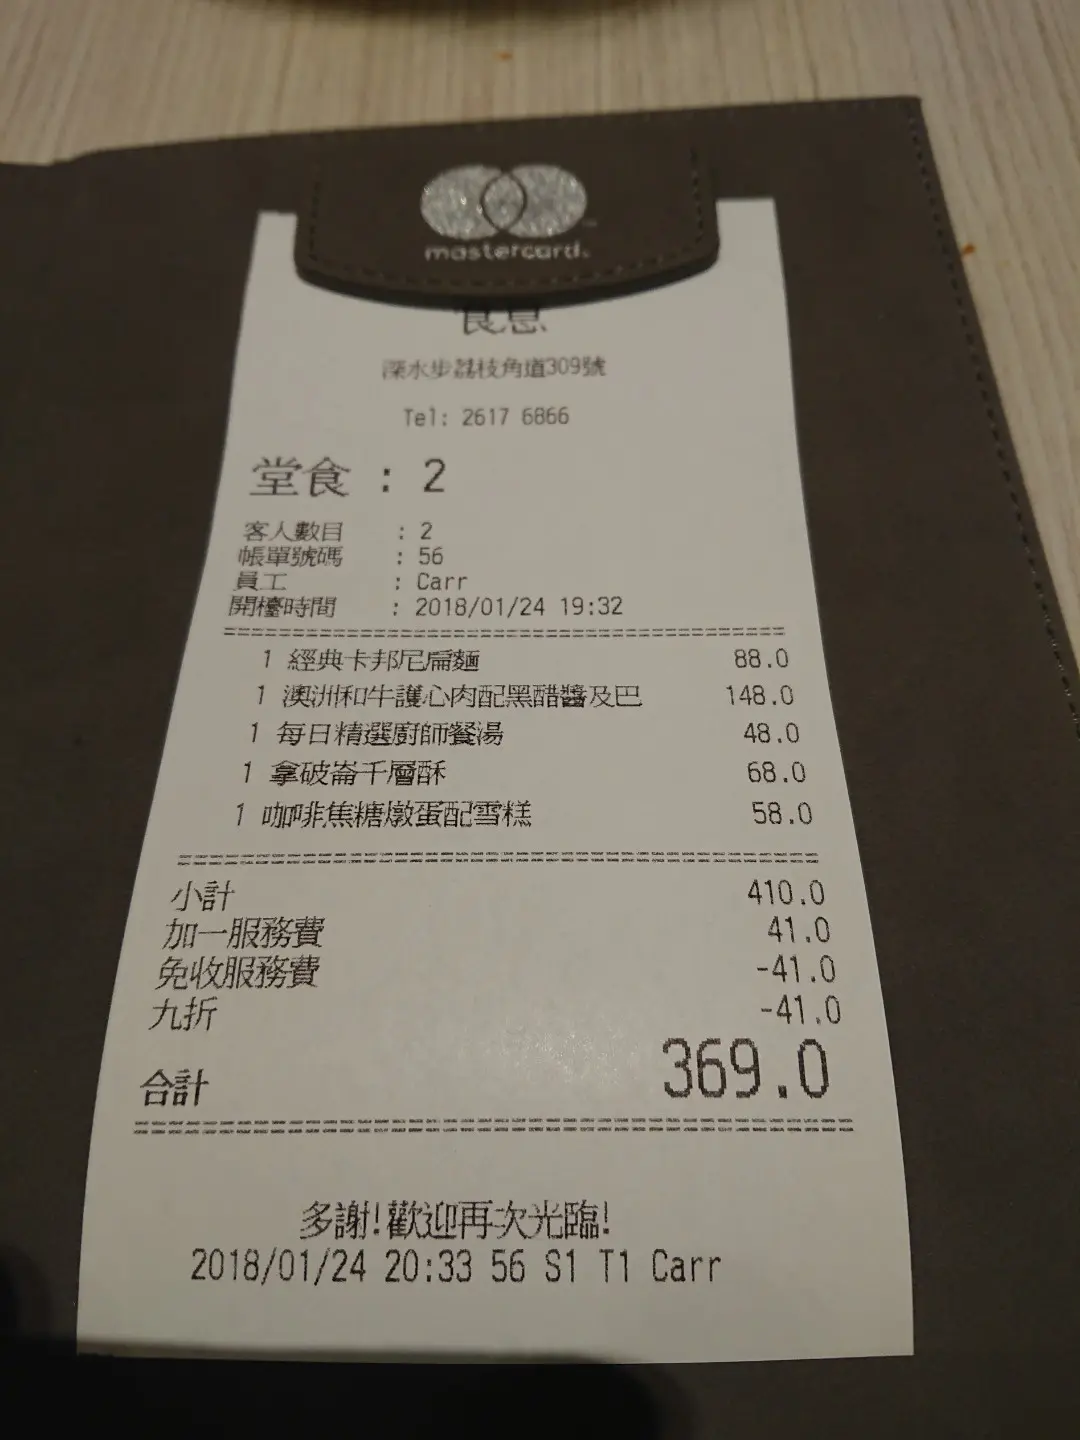 mastercard.
食息
深水步荔枝角道309號
Tel: 2617 6866
堂食 : 2
客人數目 : 2
帳單號碼 : 56
員工 : Carr
開檯時間 : 2018/01/24 19:32
1 經典卡邦尼扁麵 88.0
1 澳洲和牛護心肉配黑醋醬及巴 148.0
1 每日精選廚師餐湯 48.0
1 拿破崙千層酥 68.0
1 咖啡焦糖燉蛋配雪糕 58.0
小計 410.0
加一服務費 41.0
免收服務費 -41.0
九折 -41.0
合計 369.0
多謝!歡迎再次光臨!
2018/01/24 20:33 56 S1 T1 Carr